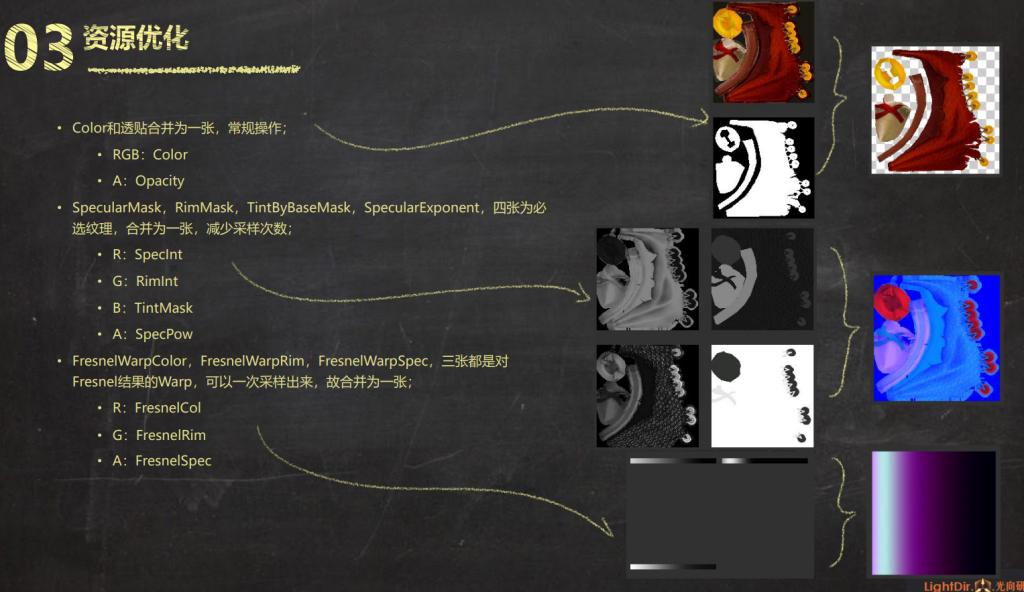 03 资源优化
• Color和透贴合并为一张，常规操作；
• RGB：Color
• A：Opacity
• SpecularMask，RimMask，TintByBaseMask，SpecularExponent，四张为必
选纹理，合并为一张，减少采样次数；
• R：SpecInt
• G：RimInt
• B：TintMask
• A：SpecPow
• FresnelWarpColor，FresnelWarpRim，FresnelWarpSpec，三张都是对
Fresnel结果的Warp，可以一次采样出来，故合并为一张；
• R：FresnelCol
• G：FresnelRim
• A：FresnelSpec
LightDir. 光向研